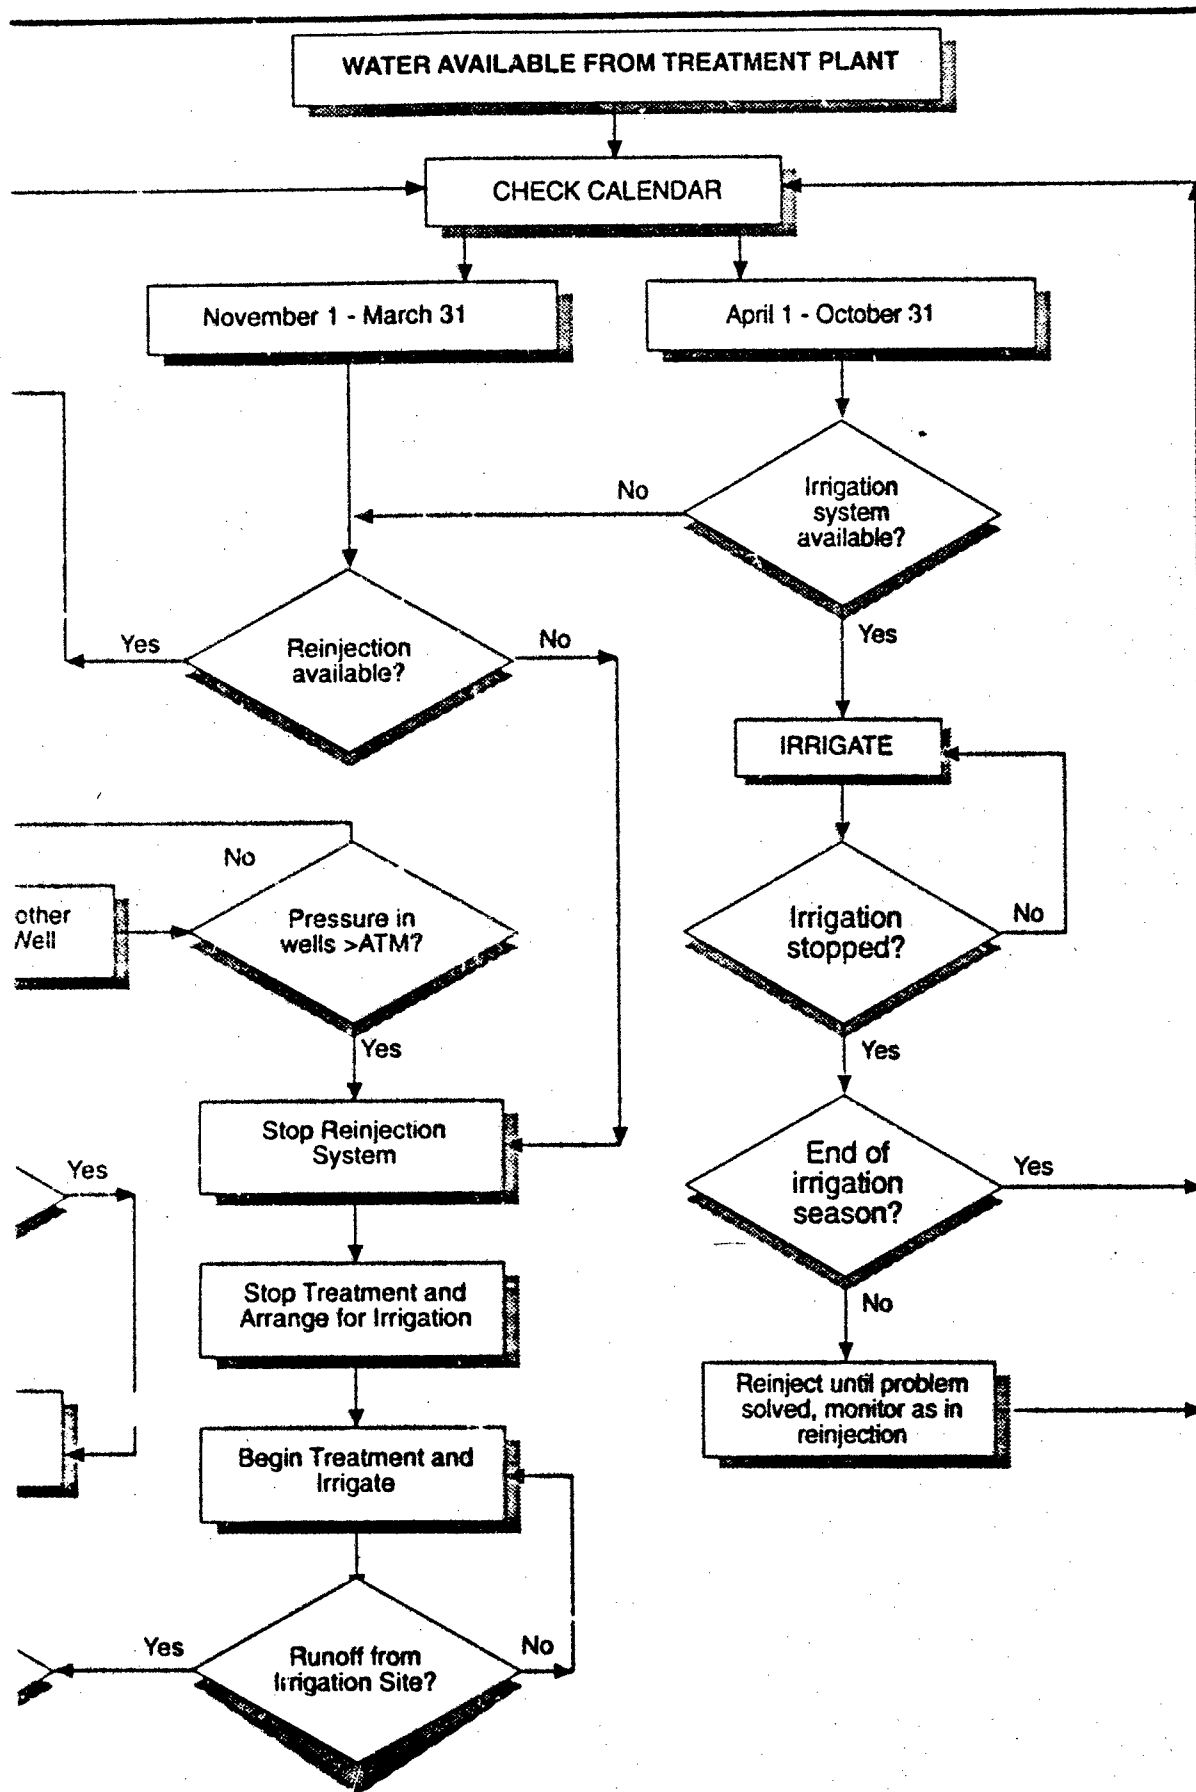 WATER AVAILABLE FROM TREATMENT PLANT
CHECK CALENDAR
November 1 - March 31
April 1 - October 31
No
Irrigation
system
available?
Yes
Reinjection
available?
No
Yes
IRRIGATE
No
other
Well
Pressure in
wells >ATM?
Irrigation
stopped?
No
Yes
Yes
Stop Reinjection
System
End of
irrigation
season?
Yes
Yes
Stop Treatment and
Arrange for Irrigation
No
Reinject until problem
solved, monitor as in
reinjection
Begin Treatment and
Irrigate
Yes
Runoff from
Irrigation Site?
No